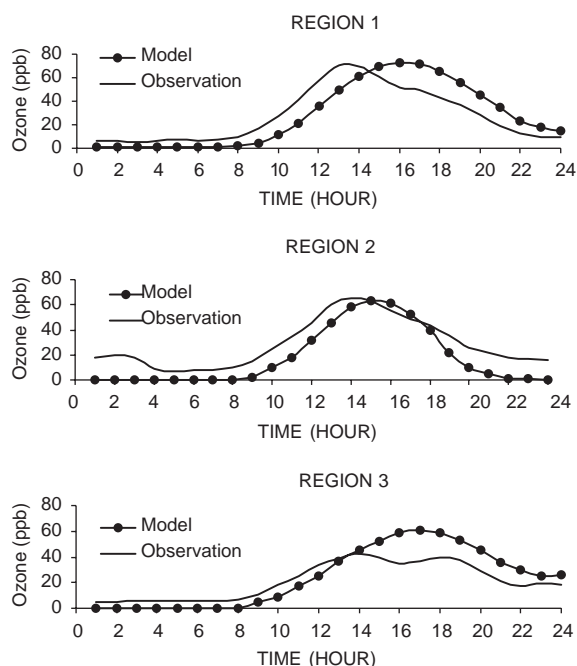 REGION 1
Ozone (ppb)
80
60
40
20
0
Model
Observation
0 2 4 6 8 10 12 14 16 18 20 22 24
TIME (HOUR)
REGION 2
Ozone (ppb)
80
60
40
20
0
Model
Observation
0 2 4 6 8 10 12 14 16 18 20 22 24
TIME (HOUR)
REGION 3
Ozone (ppb)
80
60
40
20
0
Model
Observation
0 2 4 6 8 10 12 14 16 18 20 22 24
TIME (HOUR)